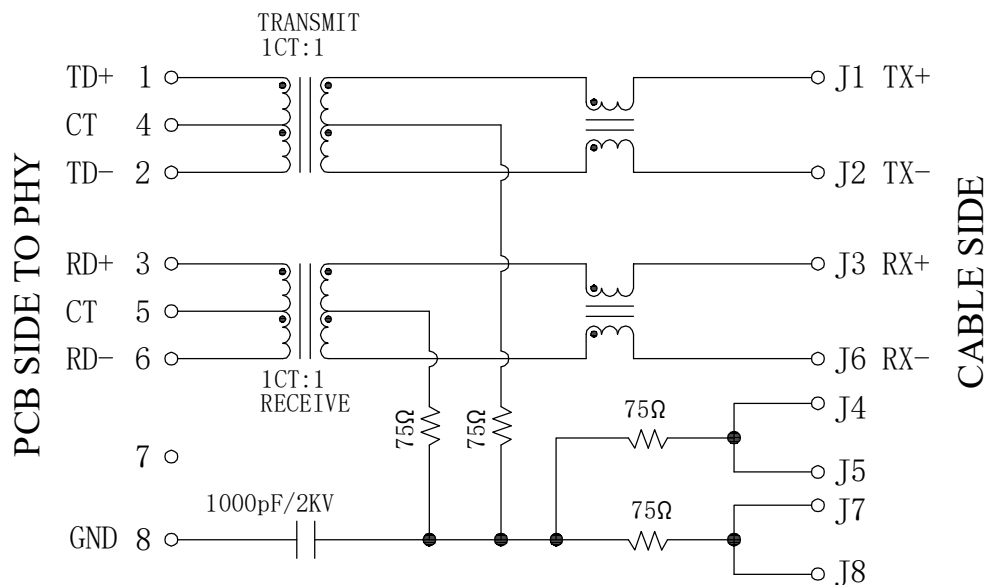 TRANSMIT
1CT:1
TD+ 1
J1 TX+
CT 4
TD- 2
J2 TX-
PCB SIDE TO PHY
CABLE SIDE
RD+ 3
J3 RX+
CT 5
RD- 6
J6 RX-
1CT:1
RECEIVE
75Ω
75Ω
75Ω
J4
J5
7
1000pF/2KV
75Ω
J7
GND 8
J8